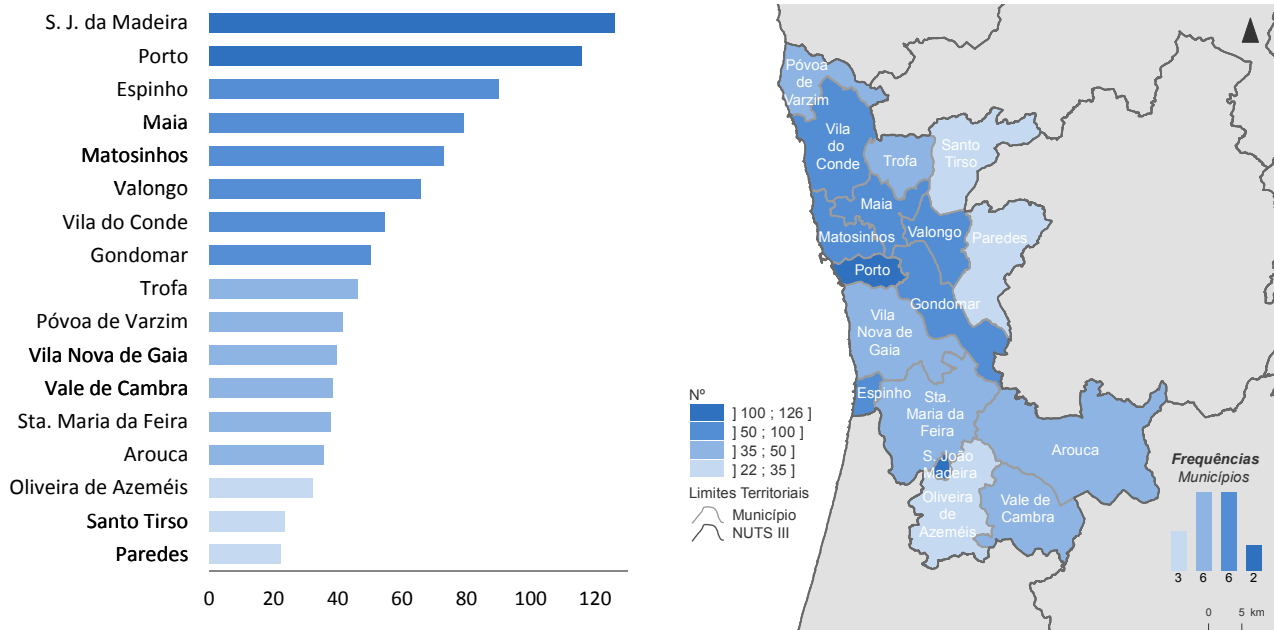 S. J. da Madeira
Porto
Espinho
Maia
Matosinhos
Valongo
Vila do Conde
Gondomar
Trofa
Póvoa de Varzim
Vila Nova de Gaia
Vale de Cambra
Sta. Maria da Feira
Arouca
Oliveira de Azeméis
Santo Tirso
Paredes
0 20 40 60 80 100 120
Póvoa
de
Varzim
Vila
do
Conde
Trofa
Santo
Tirso
Maia
Matosinhos
Valongo
Paredes
Porto
Gondomar
Vila
Nova de
Gaia
Espinho
Sta.
Maria da
Feira
Arouca
S. João
Madeira
Oliveira
de
Azeméis
Vale de
Cambra
Nº
] 100 ; 126 ]
] 50 ; 100 ]
] 35 ; 50 ]
] 22 ; 35 ]
Limites Territoriais
Município
NUTS III
Frequências
Municípios
3 6 6 2
0 5 km